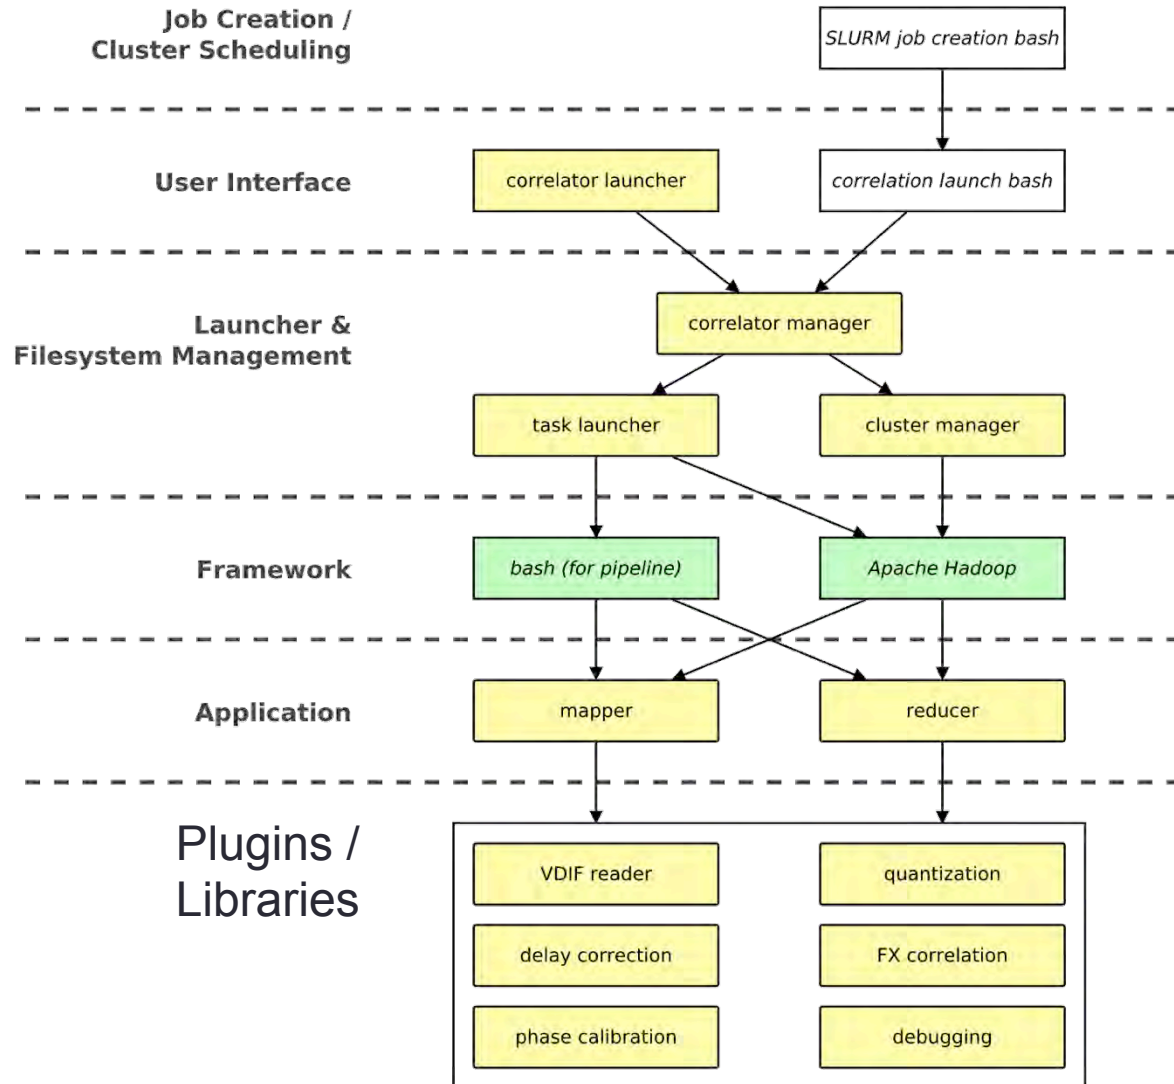 Job Creation /
Cluster Scheduling
SLURM job creation bash
User Interface
correlator launcher
correlation launch bash
Launcher &
Filesystem Management
correlator manager
task launcher
cluster manager
Framework
bash (for pipeline)
Apache Hadoop
Application
mapper
reducer
Plugins /
Libraries
VDIF reader
quantization
delay correction
FX correlation
phase calibration
debugging